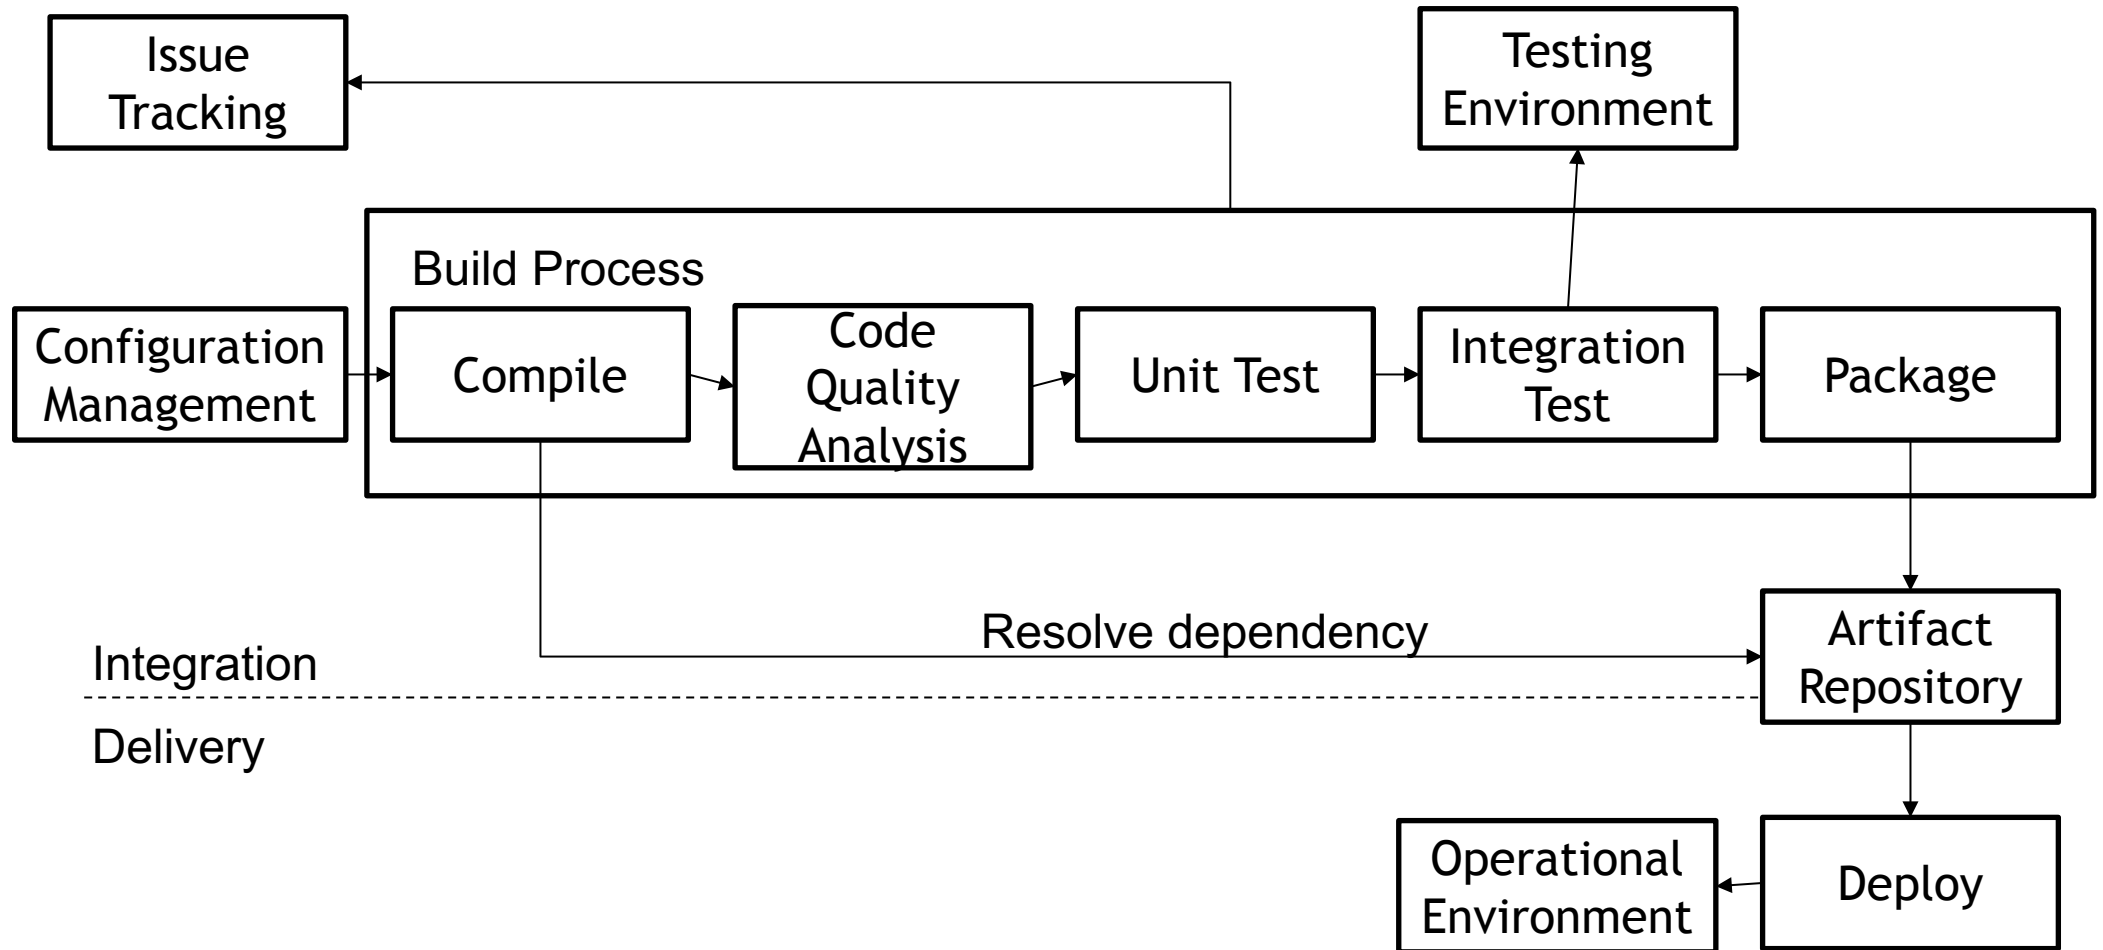 Issue
Tracking
Testing
Environment
Build Process
Configuration
Management
Compile
Code
Quality
Analysis
Unit Test
Integration
Test
Package
Resolve dependency
Artifact
Repository
Integration
Delivery
Operational
Environment
Deploy